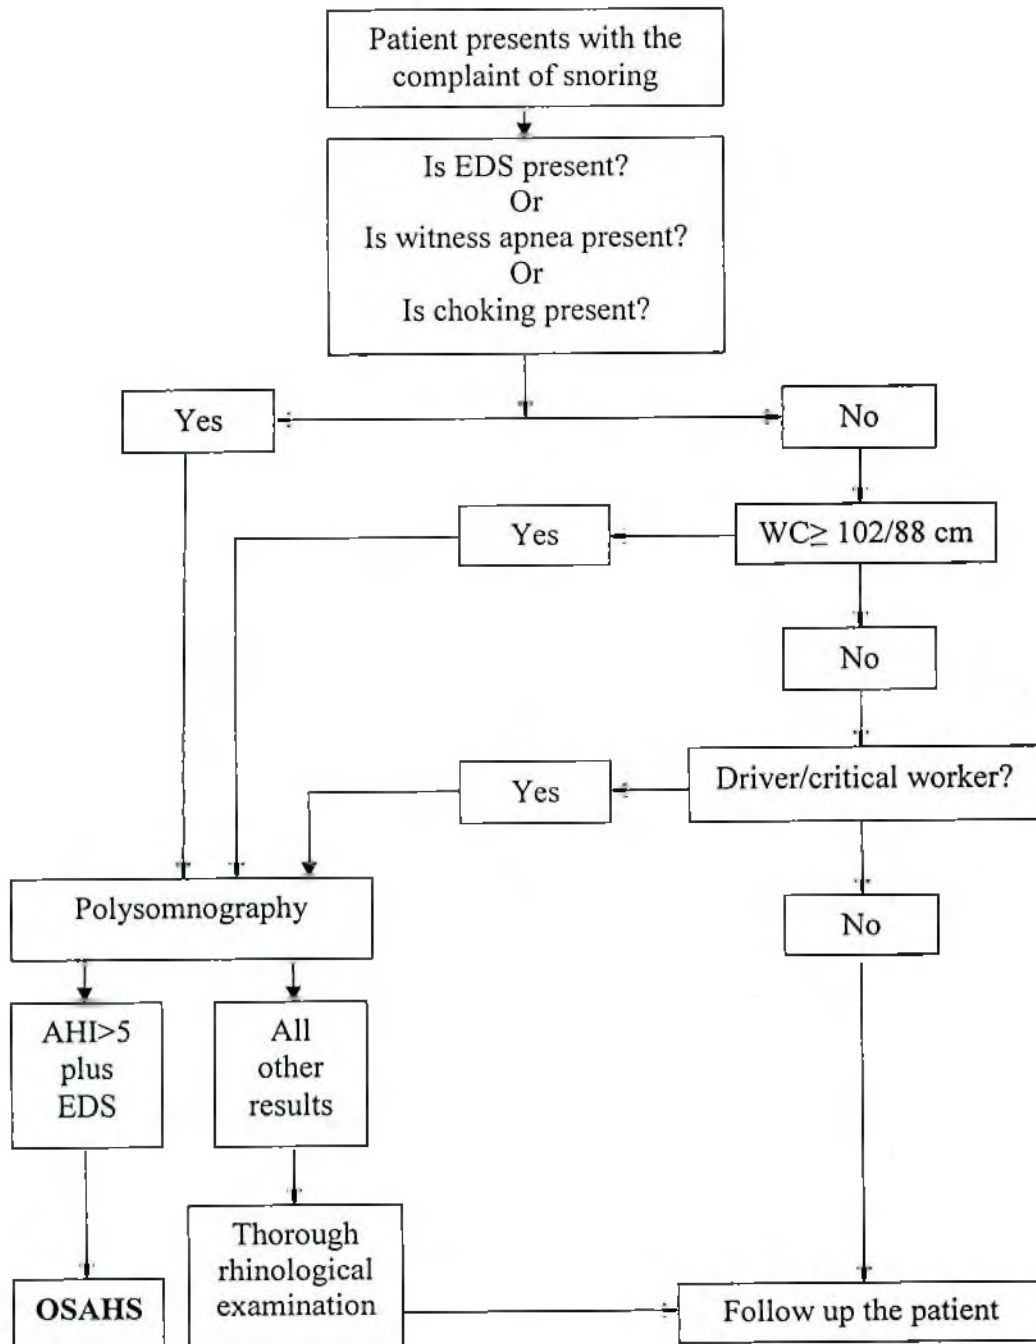 Patient presents with the
complaint of snoring
Is EDS present?
Or
Is witness apnea present?
Or
Is choking present?
Yes
No
Yes
WC≥ 102/88 cm
No
Yes
Driver/critical worker?
Polysomnography
No
AHI>5
plus
EDS
All
other
results
OSAHS
Thorough
rhinological
examination
Follow up the patient